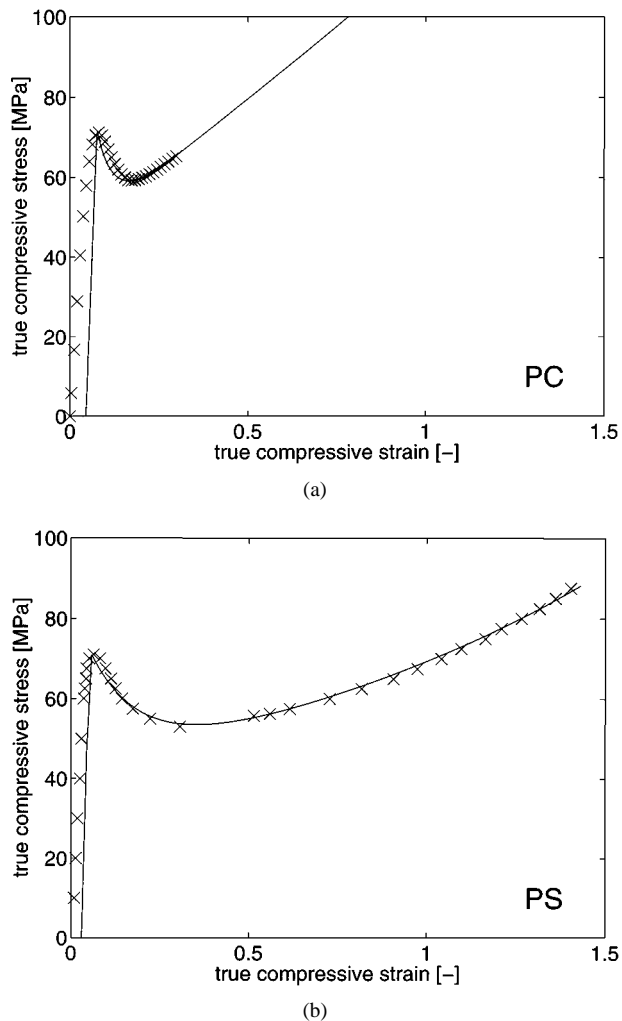 true compressive stress [MPa]
100
80
60
40
20
0
PC
0 0.5 1 1.5
true compressive strain [–]
(a)
true compressive stress [MPa]
100
80
60
40
20
0
PS
0 0.5 1 1.5
true compressive strain [–]
(b)